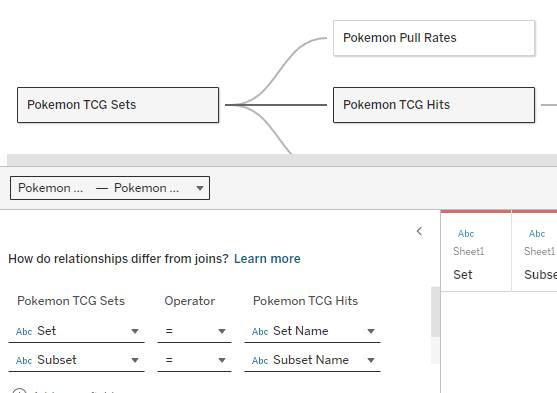 Pokemon Pull Rates
Pokemon TCG Sets
Pokemon TCG Hits
Pokemon ... — Pokemon ...
How do relationships differ from joins? Learn more
Pokemon TCG Sets Operator Pokemon TCG Hits
Abc Set = Abc Set Name
Abc Subset = Abc Subset Name
Abc Abc
Sheet1 Sheet1
Set Subse